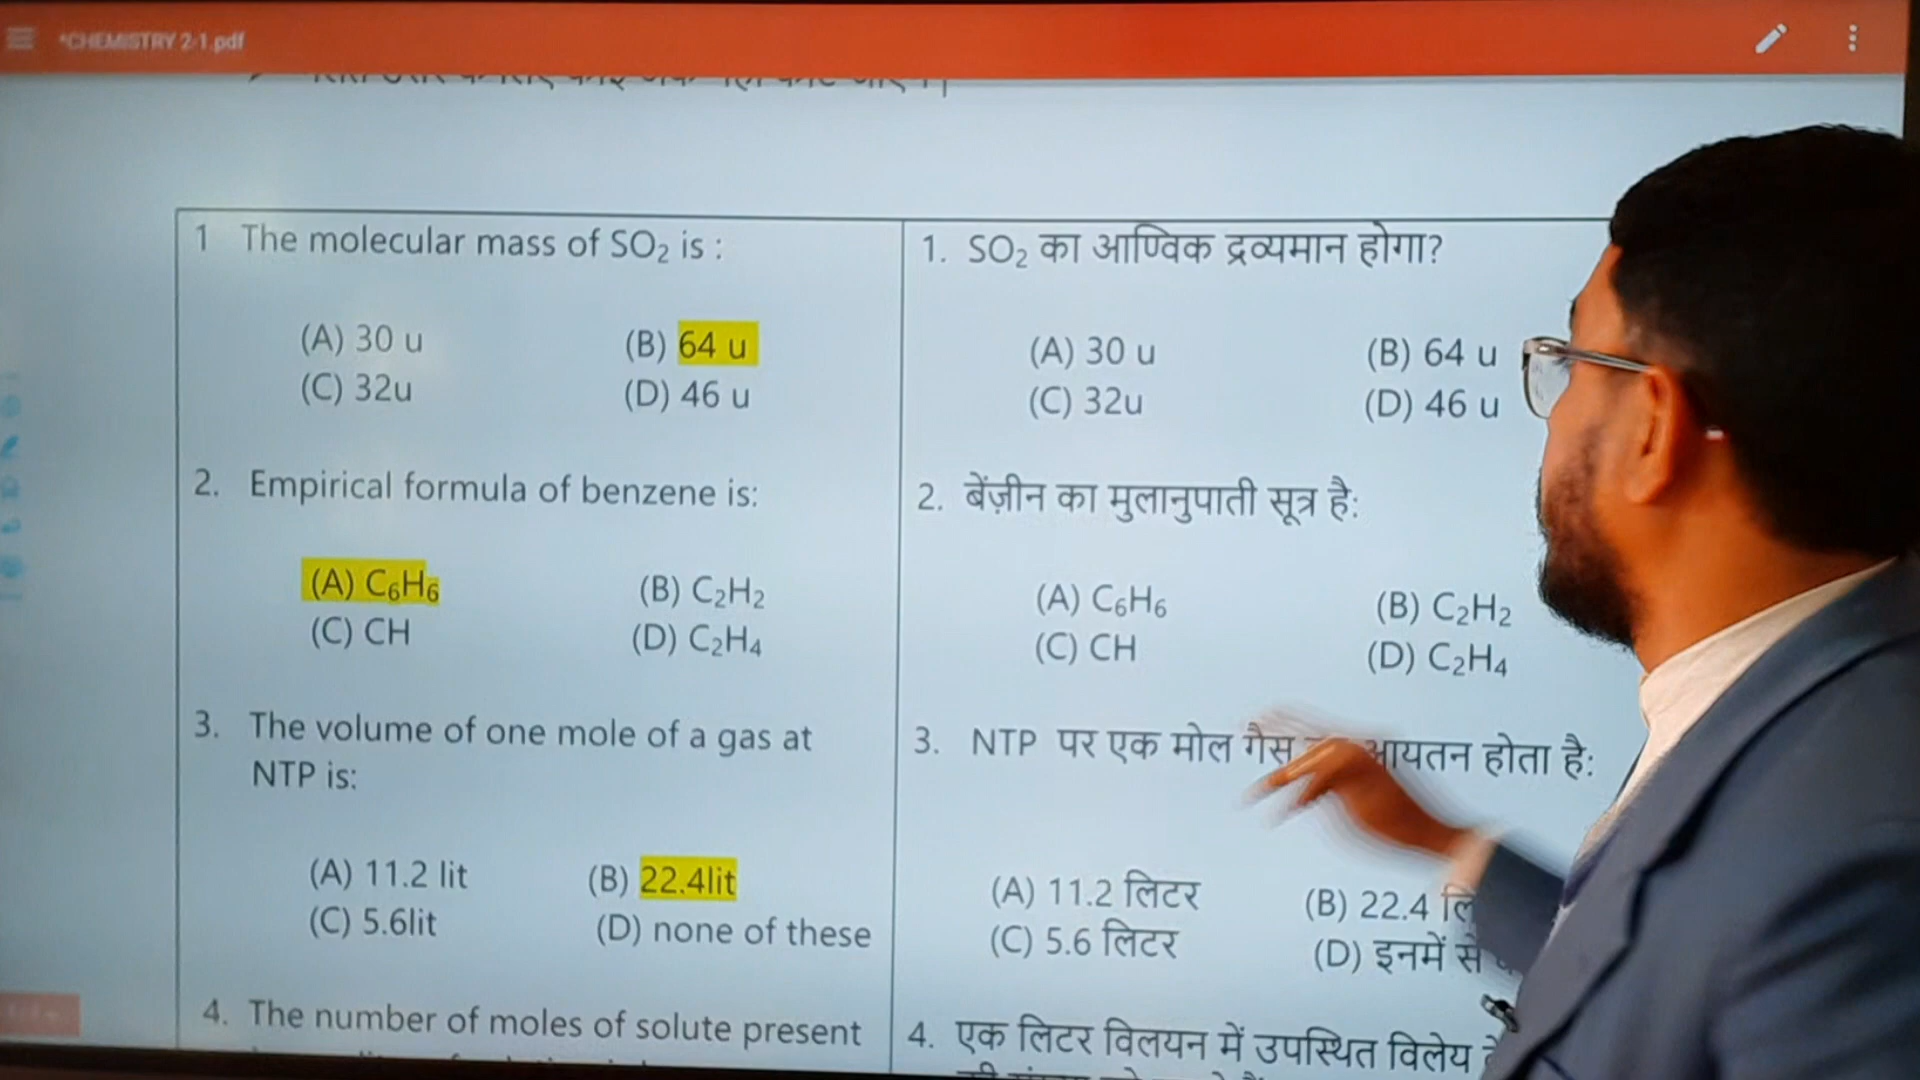 *CHEMISTRY 2-1.pdf
1 The molecular mass of SO₂ is :
(A) 30 u (B) 64 u
(C) 32u (D) 46 u
2. Empirical formula of benzene is:
(A) C₆H₆ (B) C₂H₂
(C) CH (D) C₂H₄
3. The volume of one mole of a gas at
NTP is:
(A) 11.2 lit (B) 22.4lit
(C) 5.6lit (D) none of these
4. The number of moles of solute present
1. SO₂ का आण्विक द्रव्यमान होगा?
(A) 30 u (B) 64 u
(C) 32u (D) 46 u
2. बेंज़ीन का मुलानुपाती सूत्र है:
(A) C₆H₆ (B) C₂H₂
(C) CH (D) C₂H₄
3. NTP पर एक मोल गैस आयतन होता है:
(A) 11.2 लिटर (B) 22.4
(C) 5.6 लिटर (D) इनमें से
4. एक लिटर विलयन में उपस्थित विलेय